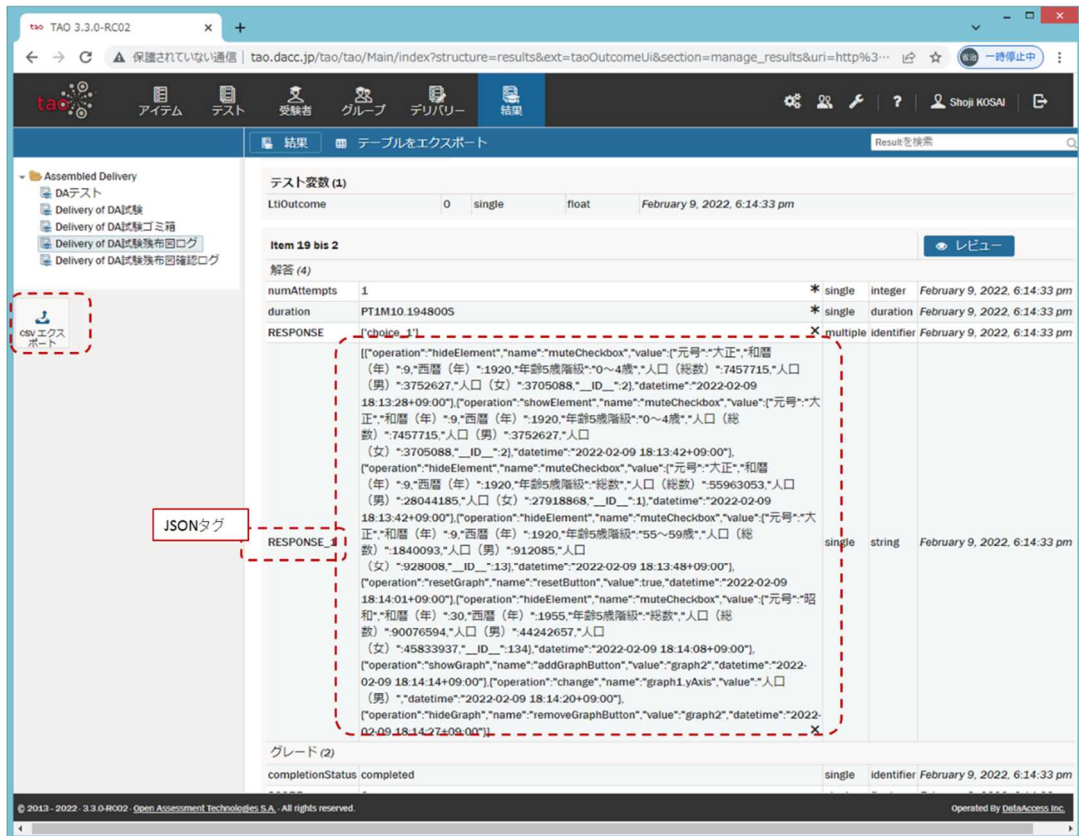 tao TAO 3.3.0-RC02
保護されていない通信 tao.dacc.jp/tao/tao/Main/index?structure=results&ext=taoOutcomeUi&section=manage_results&uri=http%3… 一時停止中
tao アイテム テスト 受験者 グループ デリバリー 結果 ? Shoji KOSAI
結果 テーブルをエクスポート Resultを検索
Assembled Delivery
DAテスト
Delivery of DA試験
Delivery of DA試験ゴミ箱
Delivery of DA試験残布図ログ
Delivery of DA試験残布図確認ログ
csv エクス
ポート
テスト変数 (1)
LtiOutcome 0 single float February 9, 2022, 6:14:33 pm
Item 19 bis 2 レビュー
解答 (4)
numAttempts 1 * single integer February 9, 2022, 6:14:33 pm
duration PT1M10.194800S * single duration February 9, 2022, 6:14:33 pm
RESPONSE ['choice_1'] × multiple identifier February 9, 2022, 6:14:33 pm
[{"operation":"hideElement","name":"muteCheckbox","value":{"元号":"大正","和暦
（年）":9,"西暦（年）":1920,"年齢5歳階級":"0〜4歳","人口（総数）":7457715,"人口
（男）":3752627,"人口（女）":3705088,"__ID__":2},"datetime":"2022-02-09
18:13:28+09:00"},{"operation":"showElement","name":"muteCheckbox","value":{"元号":"大
正","和暦（年）":9,"西暦（年）":1920,"年齢5歳階級":"0〜4歳","人口（総
数）":7457715,"人口（男）":3752627,"人口
（女）":3705088,"__ID__":2},"datetime":"2022-02-09 18:13:42+09:00"},
{"operation":"hideElement","name":"muteCheckbox","value":{"元号":"大正","和暦
（年）":9,"西暦（年）":1920,"年齢5歳階級":"総数","人口（総数）":55963053,"人口
（男）":28044185,"人口（女）":27918868,"__ID__":1},"datetime":"2022-02-09
18:13:42+09:00"},{"operation":"hideElement","name":"muteCheckbox","value":{"元号":"大
正","和暦（年）":9,"西暦（年）":1920,"年齢5歳階級":"55〜59歳","人口（総
JSONタグ
RESPONSE_1 single string February 9, 2022, 6:14:33 pm
数）":1840093,"人口（男）":912085,"人口
（女）":928008,"__ID__":13},"datetime":"2022-02-09 18:13:48+09:00"},
{"operation":"resetGraph","name":"resetButton","value":true,"datetime":"2022-02-09
18:14:01+09:00"},{"operation":"hideElement","name":"muteCheckbox","value":{"元号":"昭
和","和暦（年）":30,"西暦（年）":1955,"年齢5歳階級":"総数","人口（総
数）":90076594,"人口（男）":44242657,"人口
（女）":45833937,"__ID__":134},"datetime":"2022-02-09 18:14:08+09:00"},
{"operation":"showGraph","name":"addGraphButton","value":"graph2","datetime":"2022-
02-09 18:14:14+09:00"},{"operation":"change","name":"graph1.yAxis","value":"人口
（男）","datetime":"2022-02-09 18:14:20+09:00"},
{"operation":"hideGraph","name":"removeGraphButton","value":"graph2","datetime":"2022-
02-09 18:14:27+09:00"}] ×
グレード (2)
completionStatus completed single identifier February 9, 2022, 6:14:33 pm
© 2013 - 2022 · 3.3.0-RC02 · Open Assessment Technologies S.A. · All rights reserved. Operated By DataAccess Inc.